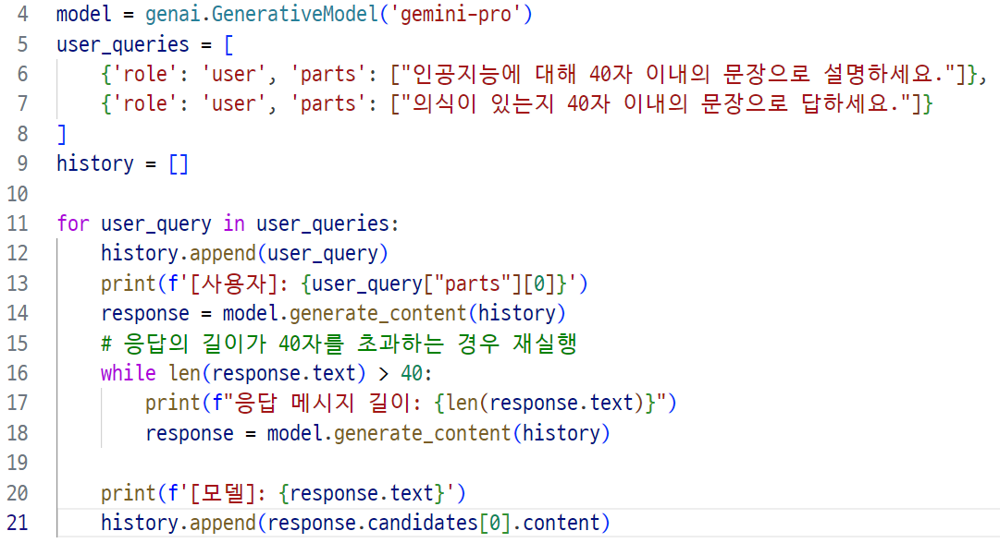 4 model = genai.GenerativeModel('gemini-pro')
5 user_queries = [
6     {'role': 'user', 'parts': ["인공지능에 대해 40자 이내의 문장으로 설명하세요."]},
7     {'role': 'user', 'parts': ["의식이 있는지 40자 이내의 문장으로 답하세요."]}
8 ]
9 history = []
10
11 for user_query in user_queries:
12     history.append(user_query)
13     print(f'[사용자]: {user_query["parts"][0]}')
14     response = model.generate_content(history)
15     # 응답의 길이가 40자를 초과하는 경우 재실행
16     while len(response.text) > 40:
17         print(f"응답 메시지 길이: {len(response.text)}")
18         response = model.generate_content(history)
19
20     print(f'[모델]: {response.text}')
21     history.append(response.candidates[0].content)